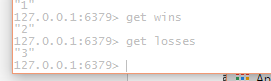 "1"
127.0.0.1:6379> get wins
"2"
127.0.0.1:6379> get losses
"3"
127.0.0.1:6379>